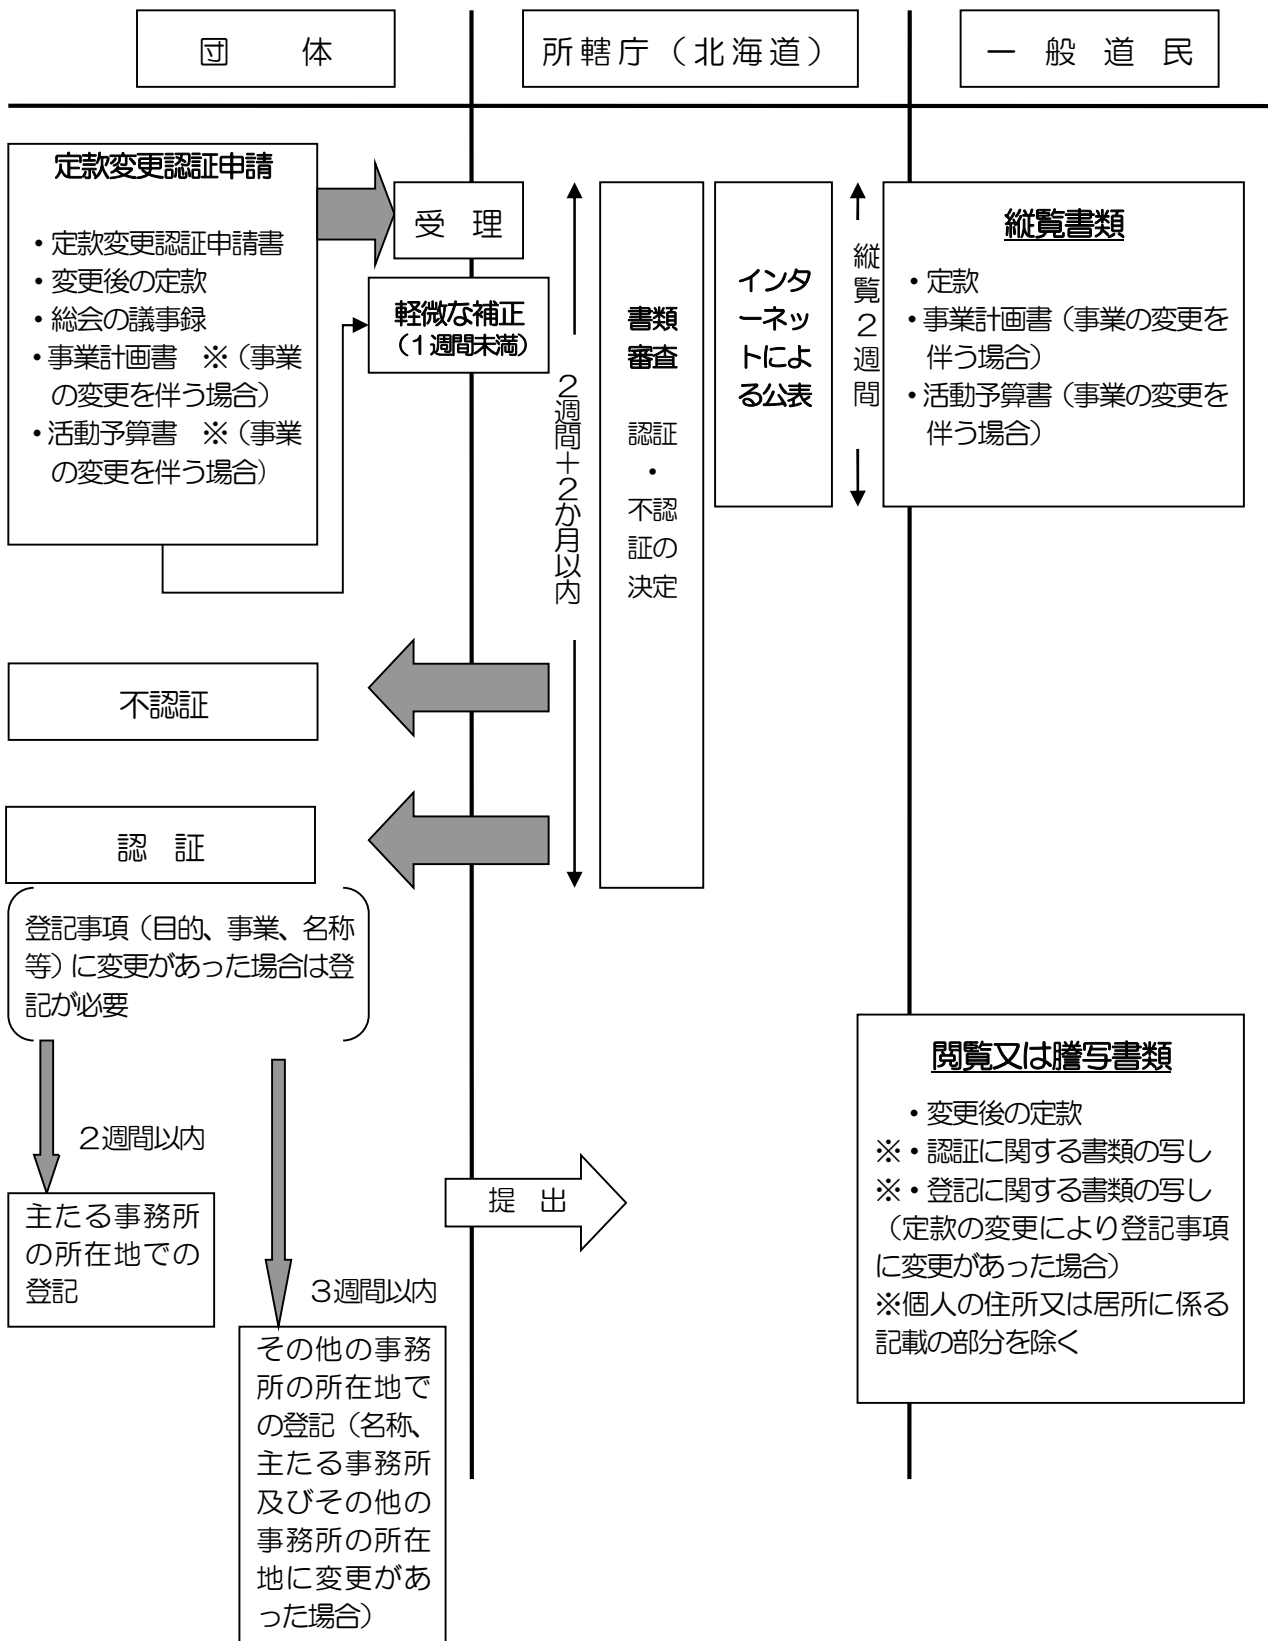 団　体
所轄庁（北海道）
一般道民
定款変更認証申請
・定款変更認証申請書
・変更後の定款
・総会の議事録
・事業計画書　※（事業
の変更を伴う場合）
・活動予算書　※（事業
の変更を伴う場合）
受　理
軽微な補正
（１週間未満）
２週間＋２か月以内
書類
審査
認証
・
不認
証の
決定
インタ
ーネッ
トによ
る公表
縦覧２週間
縦覧書類
・定款
・事業計画書（事業の変更を
伴う場合）
・活動予算書（事業の変更を
伴う場合）
不認証
認　証
登記事項（目的、事業、名称
等）に変更があった場合は登
記が必要
２週間以内
主たる事務所
の所在地での
登記
３週間以内
その他の事務
所の所在地で
の登記（名称、
主たる事務所
及びその他の
事務所の所在
地に変更があ
った場合）
提　出
閲覧又は謄写書類
・変更後の定款
※・認証に関する書類の写し
※・登記に関する書類の写し
（定款の変更により登記事項
に変更があった場合）
※個人の住所又は居所に係る
記載の部分を除く